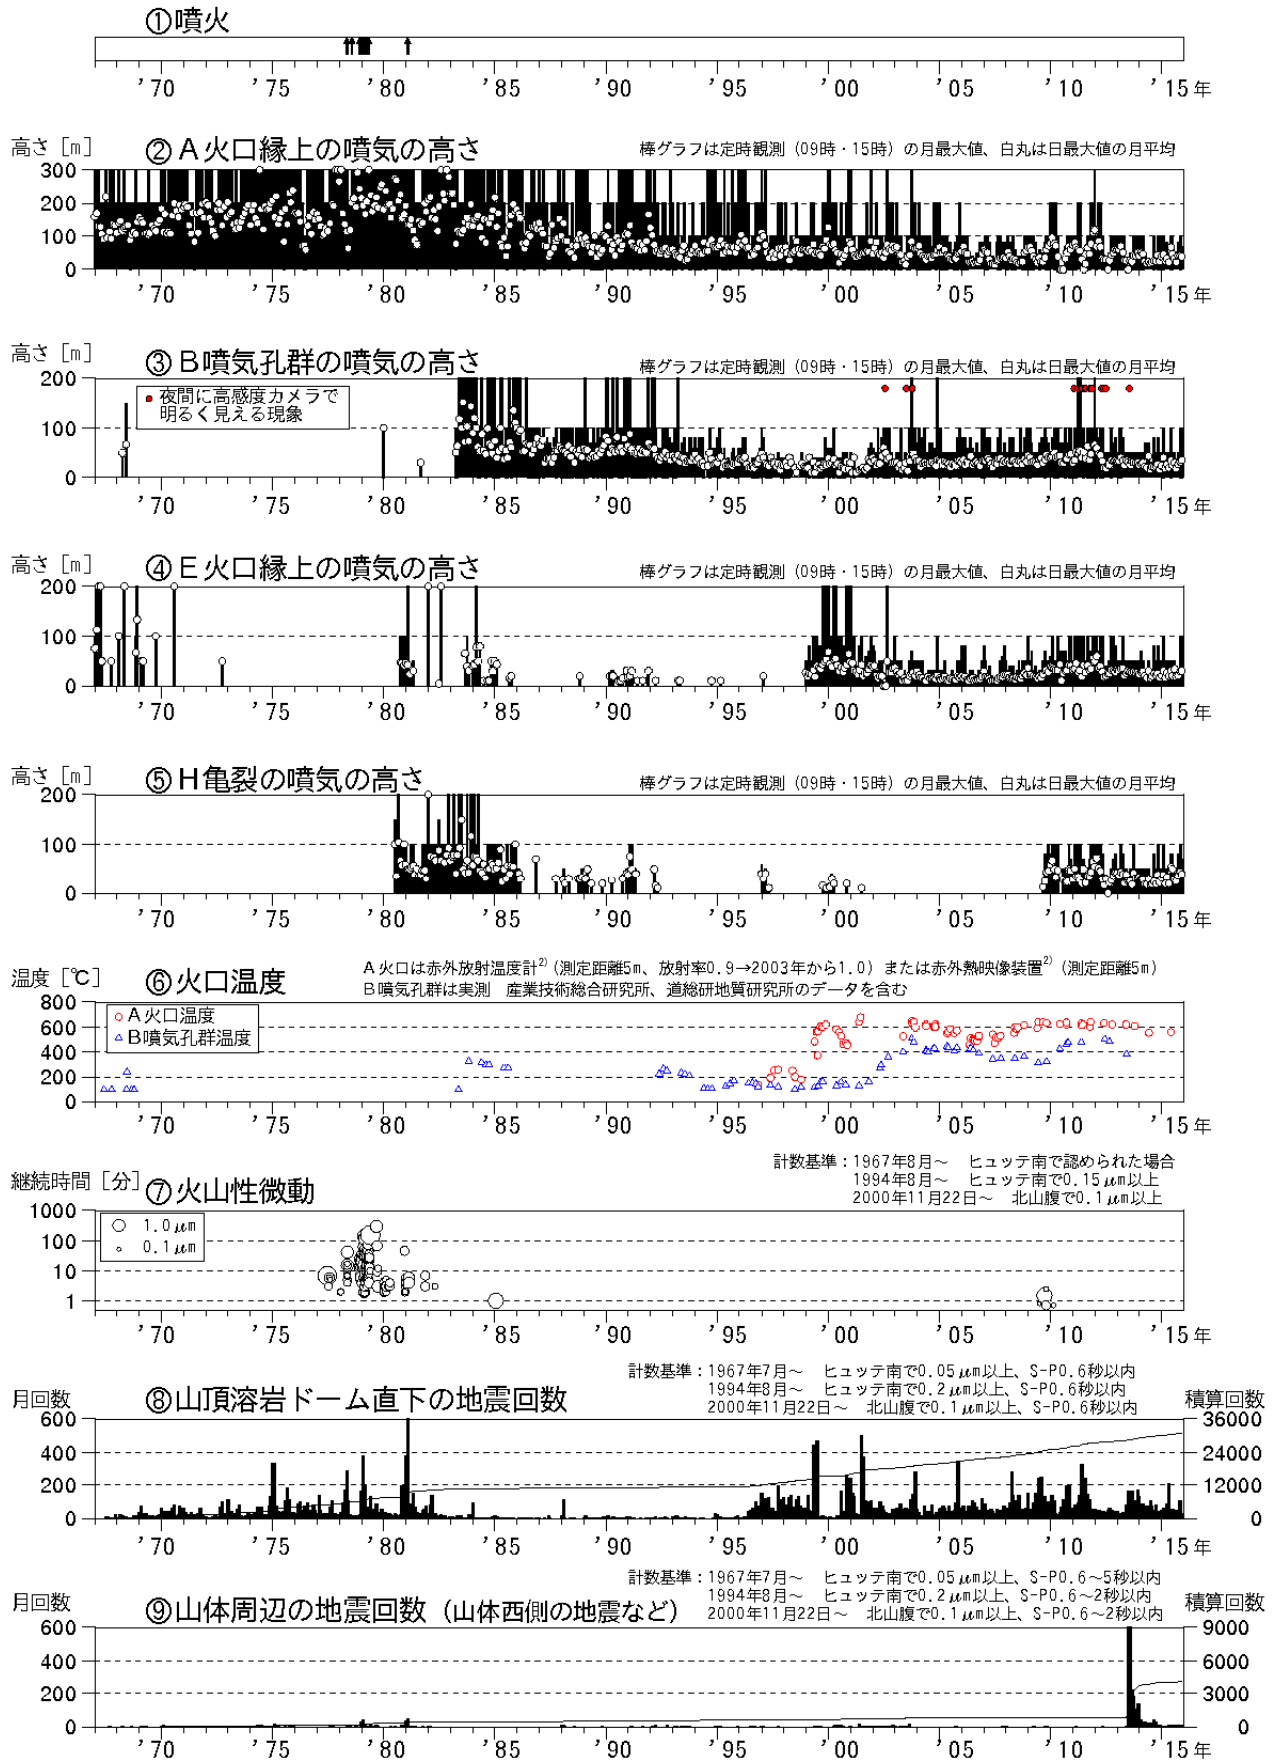 ①噴火
'70 '75 '80 '85 '90 '95 '00 '05 '10 '15年
高さ [m] ②A火口縁上の噴気の高さ 棒グラフは定時観測 (09時・15時) の月最大値、白丸は日最大値の月平均
300
200
100
0
'70 '75 '80 '85 '90 '95 '00 '05 '10 '15年
高さ [m] ③B噴気孔群の噴気の高さ 棒グラフは定時観測 (09時・15時) の月最大値、白丸は日最大値の月平均
200
夜間に高感度カメラで
明るく見える現象
100
0
'70 '75 '80 '85 '90 '95 '00 '05 '10 '15年
高さ [m] ④E火口縁上の噴気の高さ 棒グラフは定時観測 (09時・15時) の月最大値、白丸は日最大値の月平均
200
100
0
'70 '75 '80 '85 '90 '95 '00 '05 '10 '15年
高さ [m] ⑤H亀裂の噴気の高さ 棒グラフは定時観測 (09時・15時) の月最大値、白丸は日最大値の月平均
200
100
0
'70 '75 '80 '85 '90 '95 '00 '05 '10 '15年
温度 [℃] ⑥火口温度 A火口は赤外放射温度計2) (測定距離5m、放射率0.9→2003年から1.0) または赤外熱映像装置2) (測定距離5m)
B噴気孔群は実測 産業技術総合研究所、道総研地質研究所のデータを含む
800
A火口温度
600
B噴気孔群温度
400
200
0
'70 '75 '80 '85 '90 '95 '00 '05 '10 '15年
計数基準：1967年8月～ ヒュッテ南で認められた場合
継続時間 [分] ⑦火山性微動 1994年8月～ ヒュッテ南で0.15μm以上
2000年11月22日～ 北山腹で0.1μm以上
1000
1.0μm
100
0.1μm
10
1
'70 '75 '80 '85 '90 '95 '00 '05 '10 '15年
計数基準：1967年7月～ ヒュッテ南で0.05μm以上、S-P0.6秒以内
月回数 ⑧山頂溶岩ドーム直下の地震回数 1994年8月～ ヒュッテ南で0.2μm以上、S-P0.6秒以内 積算回数
2000年11月22日～ 北山腹で0.1μm以上、S-P0.6秒以内
600 36000
400 24000
200 12000
0 0
'70 '75 '80 '85 '90 '95 '00 '05 '10 '15年
計数基準：1967年7月～ ヒュッテ南で0.05μm以上、S-P0.6～5秒以内
月回数 ⑨山体周辺の地震回数 (山体西側の地震など) 1994年8月～ ヒュッテ南で0.2μm以上、S-P0.6～2秒以内 積算回数
2000年11月22日～ 北山腹で0.1μm以上、S-P0.6～2秒以内
600 9000
400 6000
200 3000
0 0
'70 '75 '80 '85 '90 '95 '00 '05 '10 '15年